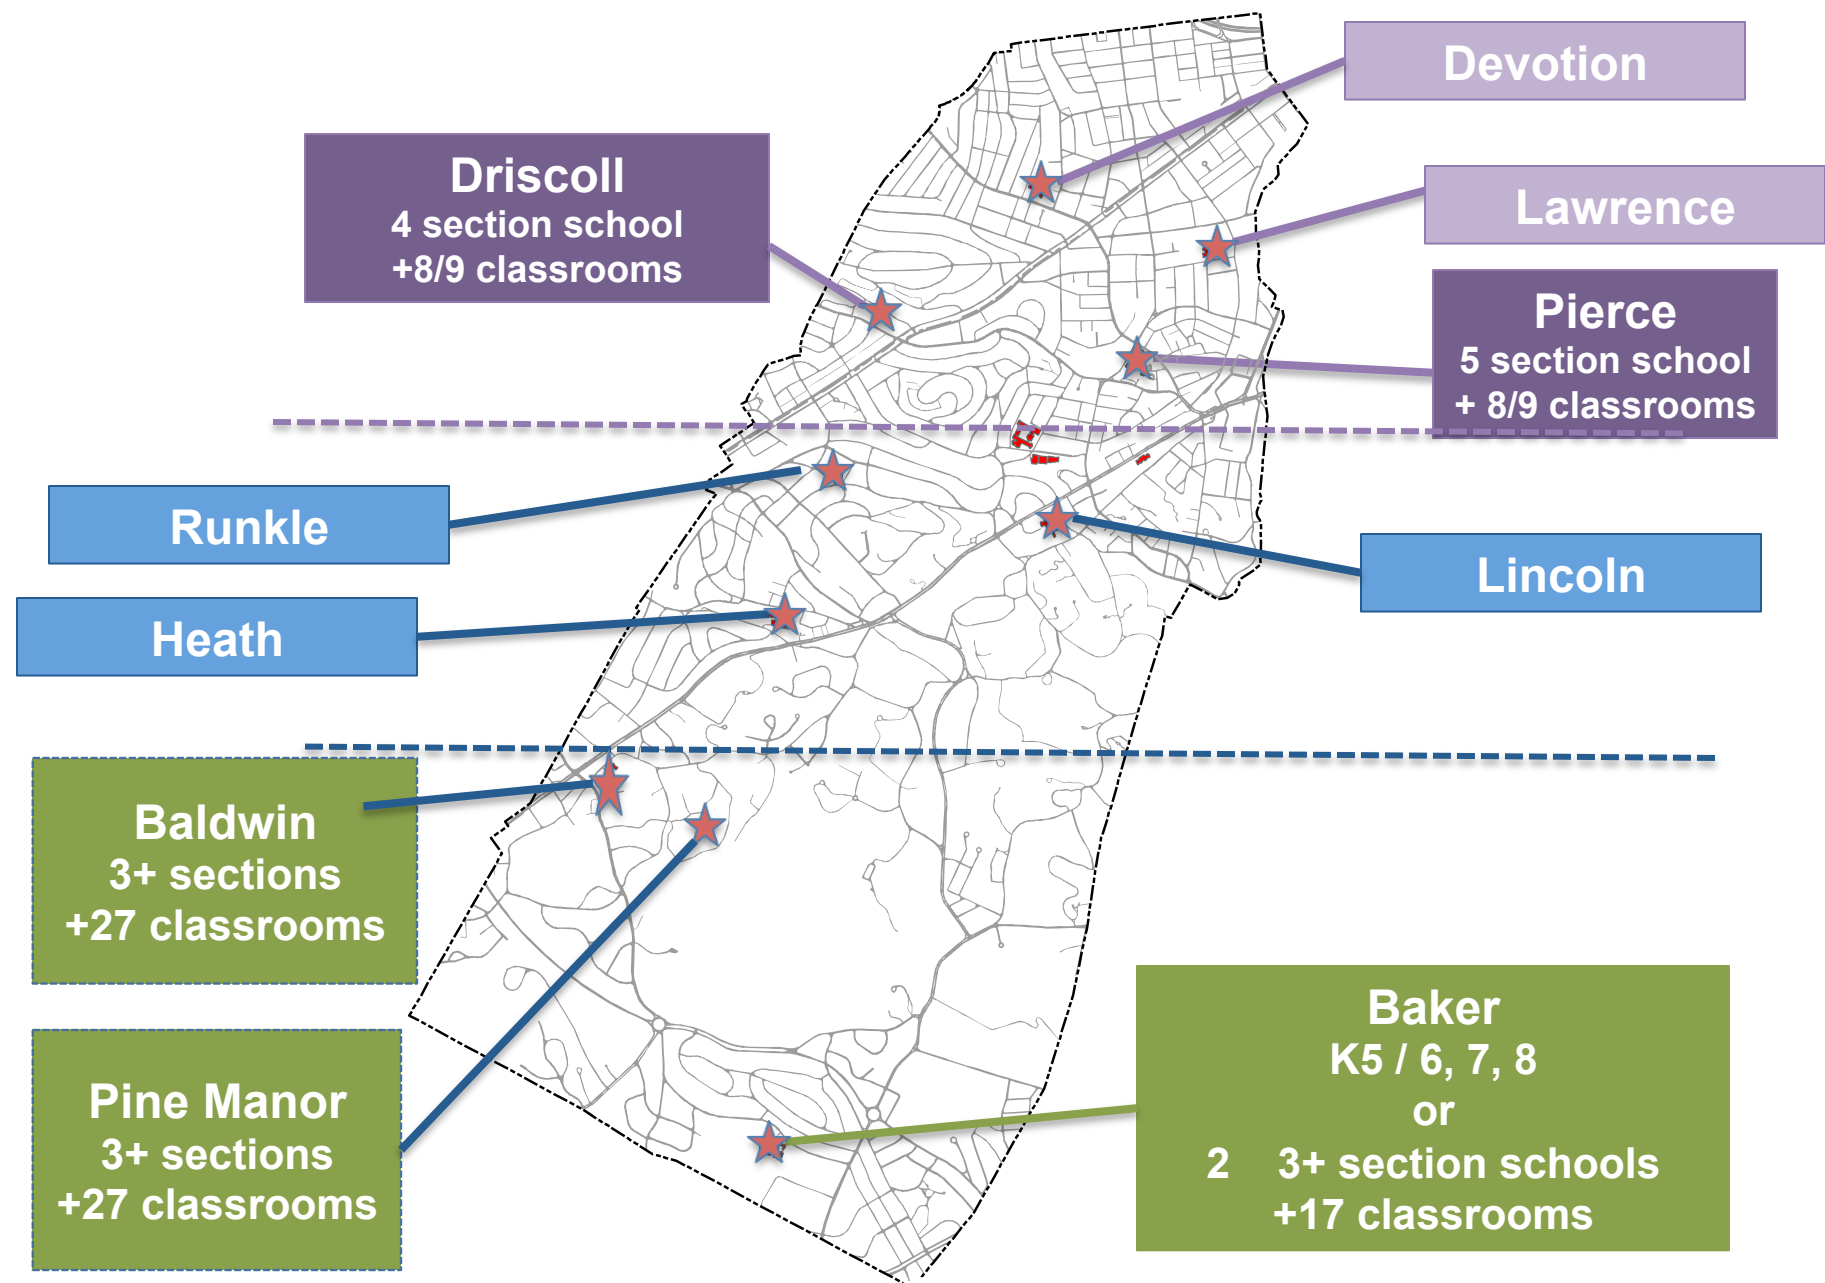 Devotion
Driscoll
4 section school
+8/9 classrooms
Lawrence
Pierce
5 section school
+ 8/9 classrooms
Runkle
Lincoln
Heath
Baldwin
3+ sections
+27 classrooms
Pine Manor
3+ sections
+27 classrooms
Baker
K5 / 6, 7, 8
or
2 3+ section schools
+17 classrooms